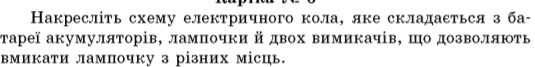 Накресліть схему електричного кола, яке складається з ба-
тареї акумуляторів, лампочки й двох вимикачів, що дозволяють
вмикати лампочку з різних місць.